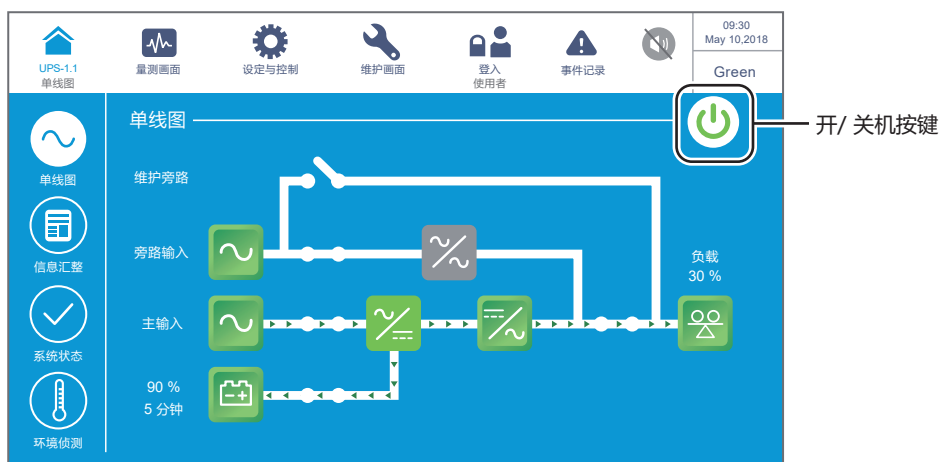 UPS-1.1
单线图
量测画面
设定与控制
维护画面
登入
使用者
事件记录
09:30
May 10,2018
Green
单线图
开/ 关机按键
单线图
维护旁路
信息汇整
旁路输入
负载
30 %
主输入
系统状态
90 %
5 分钟
环境侦测